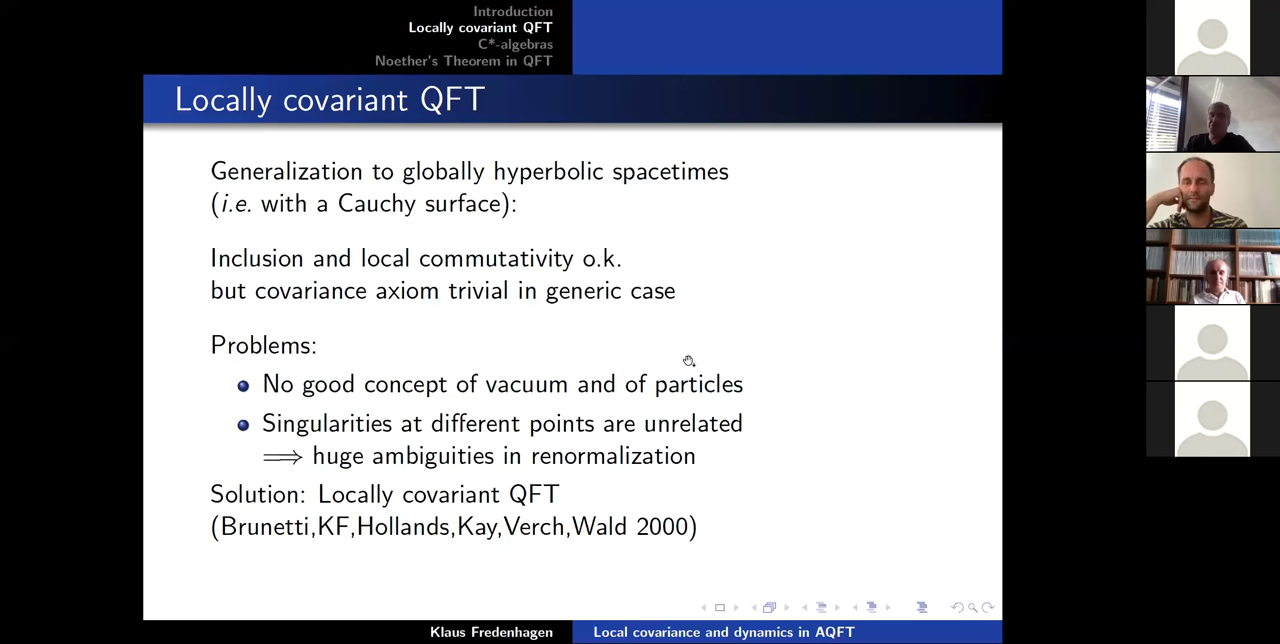 Introduction
Locally covariant QFT
C*-algebras
Noether's Theorem in QFT
Locally covariant QFT
Generalization to globally hyperbolic spacetimes
(i.e. with a Cauchy surface):
Inclusion and local commutativity o.k.
but covariance axiom trivial in generic case
Problems:
No good concept of vacuum and of particles
Singularities at different points are unrelated
⟹ huge ambiguities in renormalization
Solution: Locally covariant QFT
(Brunetti,KF,Hollands,Kay,Verch,Wald 2000)
Klaus Fredenhagen
Local covariance and dynamics in AQFT